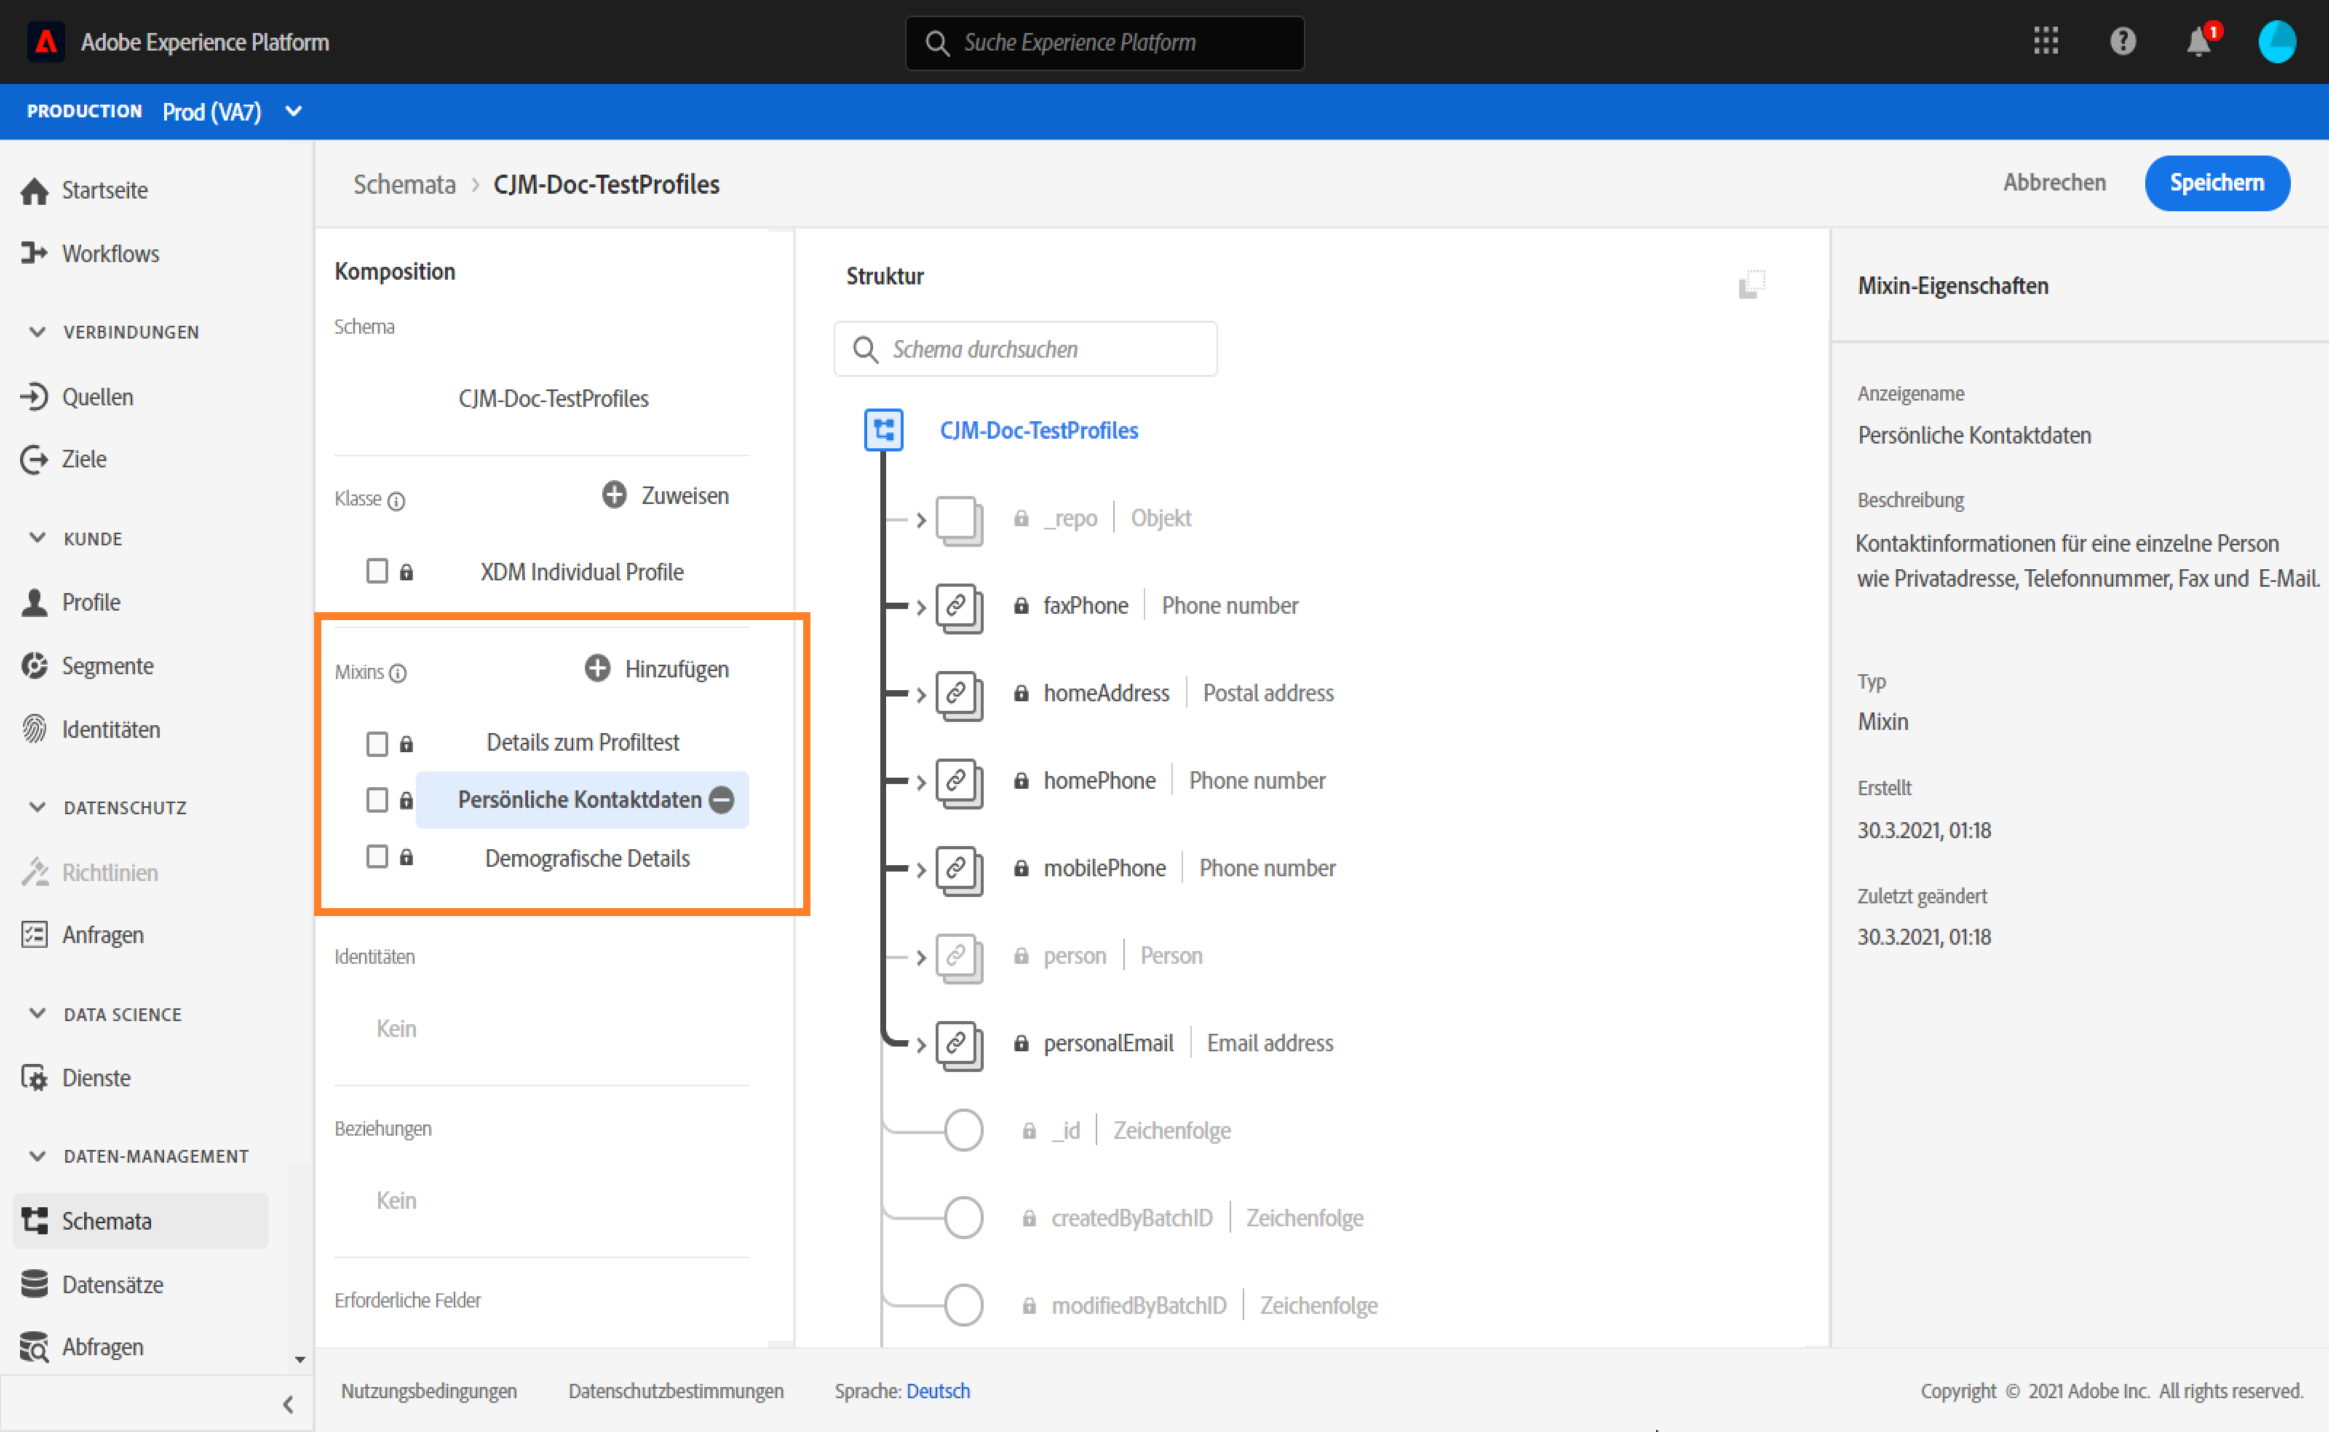 Adobe Experience Platform
Suche Experience Platform
1
PRODUCTION Prod (VA7)
Startseite
Workflows
VERBINDUNGEN
Quellen
Ziele
KUNDE
Profile
Segmente
Identitäten
DATENSCHUTZ
Richtlinien
Anfragen
DATA SCIENCE
Dienste
DATEN-MANAGEMENT
Schemata
Datensätze
Abfragen
Schemata > CJM-Doc-TestProfiles
Abbrechen
Speichern
Komposition
Schema
CJM-Doc-TestProfiles
Klasse
Zuweisen
XDM Individual Profile
Mixins
Hinzufügen
Details zum Profiltest
Persönliche Kontaktdaten
Demografische Details
Identitäten
Kein
Beziehungen
Kein
Erforderliche Felder
Struktur
Schema durchsuchen
CJM-Doc-TestProfiles
_repo | Objekt
faxPhone | Phone number
homeAddress | Postal address
homePhone | Phone number
mobilePhone | Phone number
person | Person
personalEmail | Email address
_id | Zeichenfolge
createdByBatchID | Zeichenfolge
modifiedByBatchID | Zeichenfolge
Mixin-Eigenschaften
Anzeigename
Persönliche Kontaktdaten
Beschreibung
Kontaktinformationen für eine einzelne Person
wie Privatadresse, Telefonnummer, Fax und E-Mail.
Typ
Mixin
Erstellt
30.3.2021, 01:18
Zuletzt geändert
30.3.2021, 01:18
Nutzungsbedingungen
Datenschutzbestimmungen
Sprache: Deutsch
Copyright © 2021 Adobe Inc. All rights reserved.